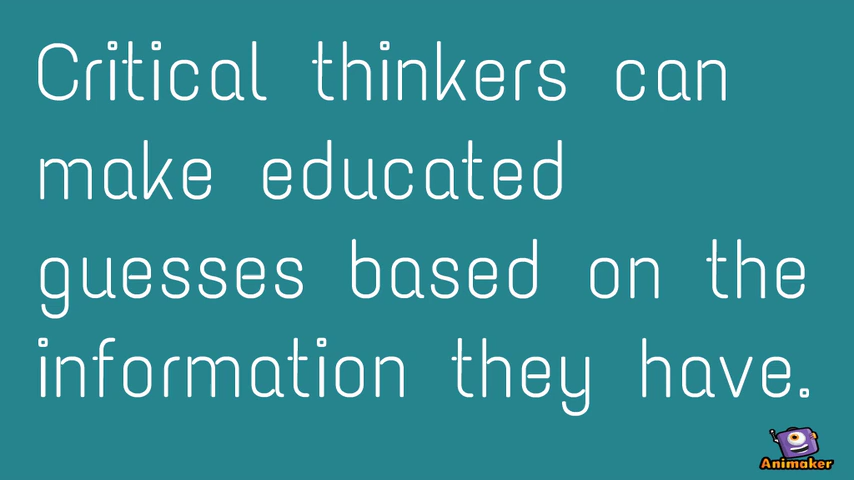 Critical thinkers can
make educated
guesses based on the
information they have.
Animaker